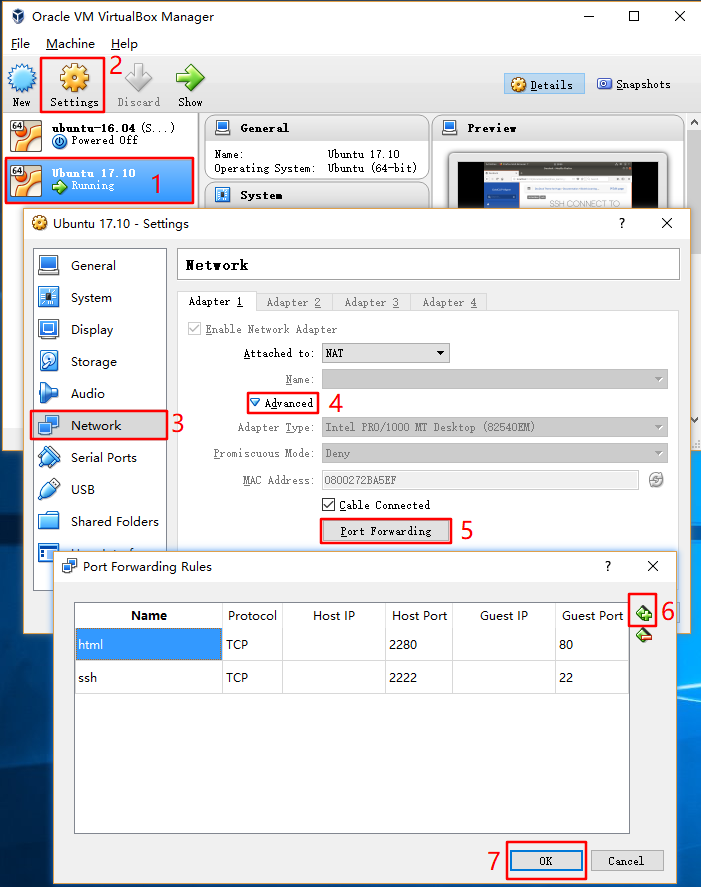 Oracle VM VirtualBox Manager
File Machine Help
2
New Settings Discard Show
Details Snapshots
64
ubuntu-16.04 (S...)
Powered Off
64
Ubuntu 17.10
Running
1
General
Name: Ubuntu 17.10
Operating System: Ubuntu (64-bit)
System
Preview
SSH CONNECT TO
Ubuntu 17.10 - Settings ?
General
System
Display
Storage
Audio
Network
3
Serial Ports
USB
Shared Folders
Network
Adapter 1 Adapter 2 Adapter 3 Adapter 4
Enable Network Adapter
Attached to: NAT
Name:
Advanced 4
Adapter Type: Intel PRO/1000 MT Desktop (82540EM)
Promiscuous Mode: Deny
MAC Address: 0800272BA5EF
Cable Connected
Port Forwarding 5
Port Forwarding Rules ?
Name Protocol Host IP Host Port Guest IP Guest Port
6
html TCP 2280 80
ssh TCP 2222 22
7 OK Cancel